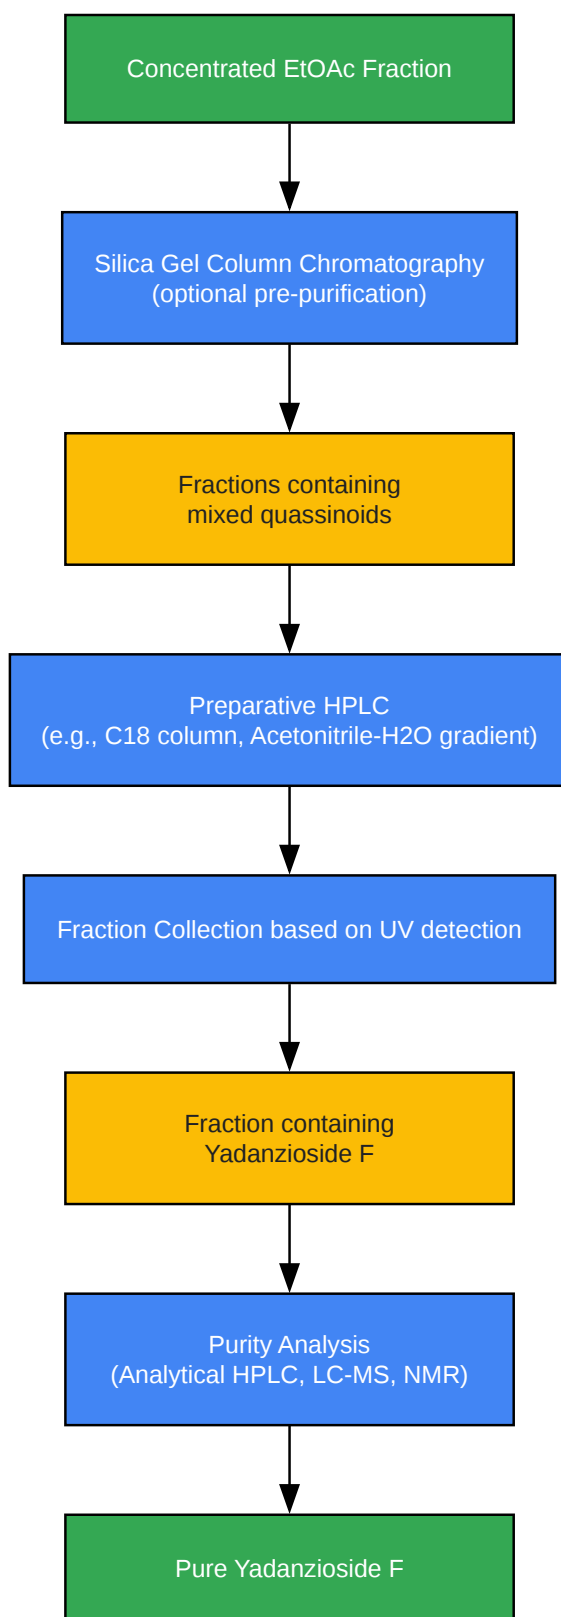 Concentrated EtOAc Fraction
Silica Gel Column Chromatography
(optional pre-purification)
Fractions containing
mixed quassinoids
Preparative HPLC
(e.g., C18 column, Acetonitrile-H2O gradient)
Fraction Collection based on UV detection
Fraction containing
Yadanzioside F
Purity Analysis
(Analytical HPLC, LC-MS, NMR)
Pure Yadanzioside F